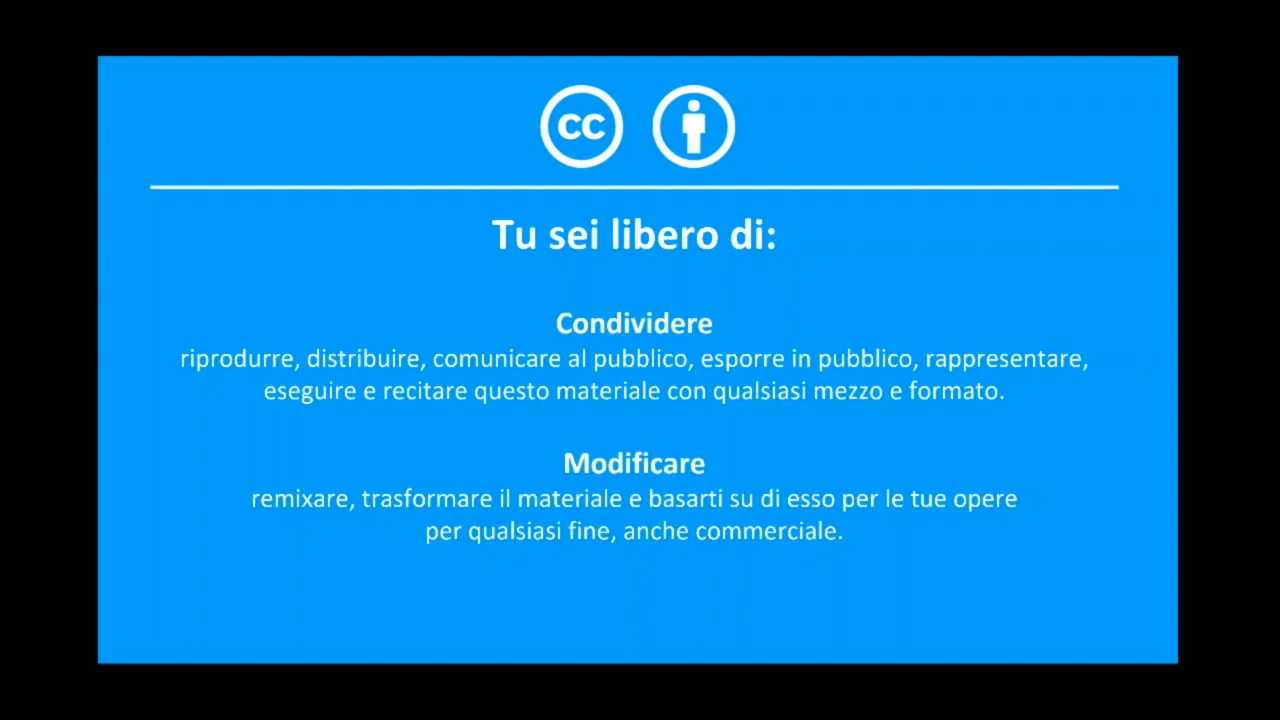 cc
Tu sei libero di:
Condividere
riprodurre, distribuire, comunicare al pubblico, esporre in pubblico, rappresentare,
eseguire e recitare questo materiale con qualsiasi mezzo e formato.
Modificare
remixare, trasformare il materiale e basarti su di esso per le tue opere
per qualsiasi fine, anche commerciale.